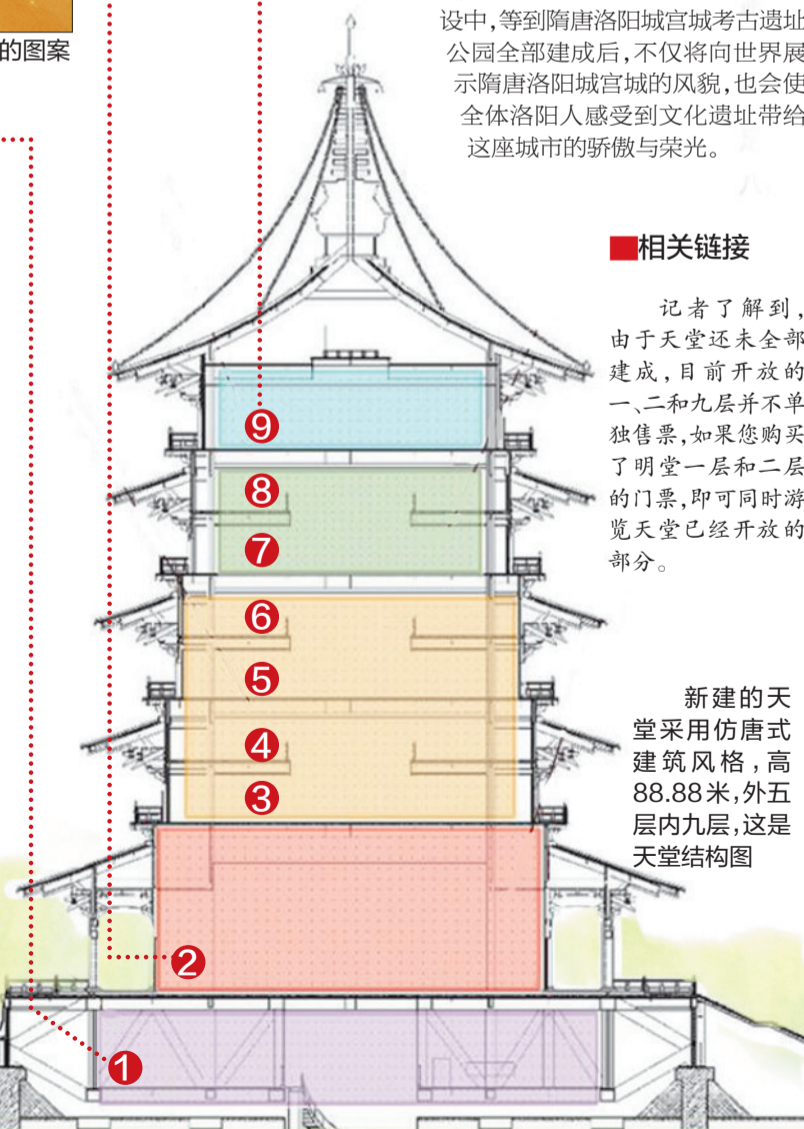 的图案
设中,等到隋唐洛阳城宫城考古遗址
公园全部建成后,不仅将向世界展
示隋唐洛阳城宫城的风貌,也会使
全体洛阳人感受到文化遗址带给
这座城市的骄傲与荣光。
■相关链接
记者了解到,
由于天堂还未全部
建成,目前开放的
一、二和九层并不单
独售票,如果您购买
了明堂一层和二层
的门票,即可同时游
览天堂已经开放的
部分。
9
8
7
6
5
4
3
2
1
新建的天
堂采用仿唐式
建筑风格,高
88.88米,外五
层内九层,这是
天堂结构图